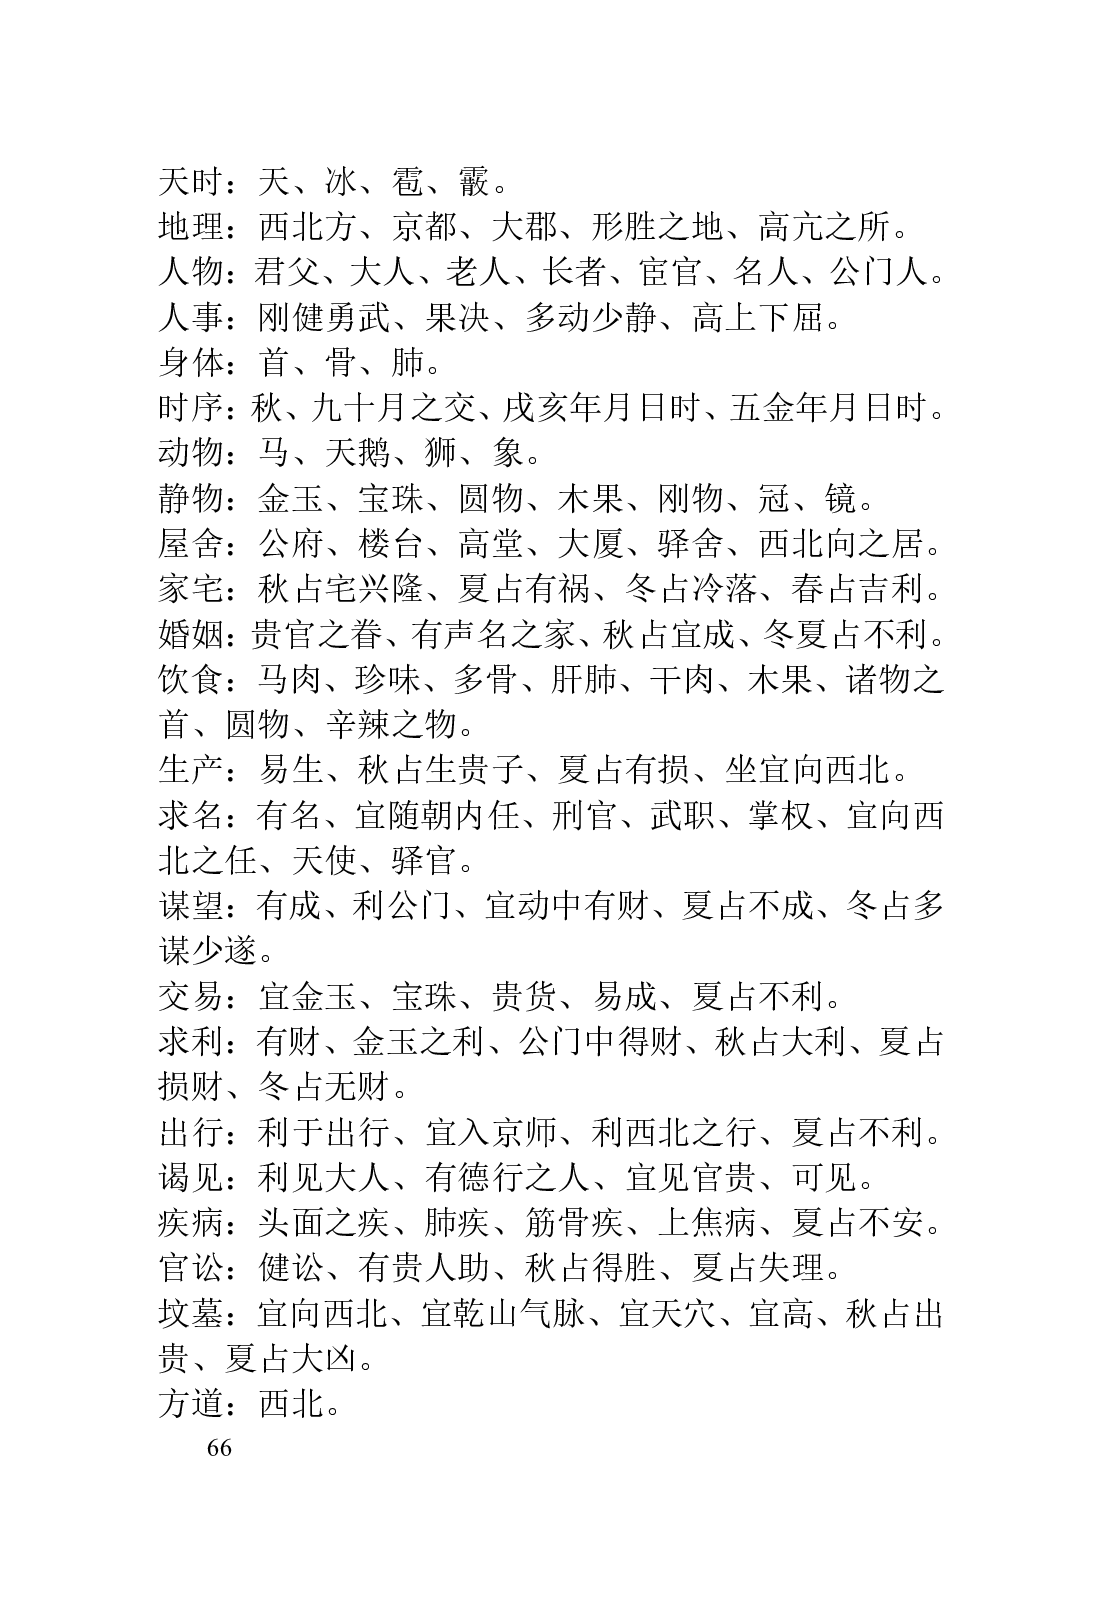 天时：天、冰、雹、霰。
地理：西北方、京都、大郡、形胜之地、高亢之所。
人物：君父、大人、老人、长者、宦官、名人、公门人。
人事：刚健勇武、果决、多动少静、高上下屈。
身体：首、骨、肺。
时序：秋、九十月之交、戌亥年月日时、五金年月日时。
动物：马、天鹅、狮、象。
静物：金玉、宝珠、圆物、木果、刚物、冠、镜。
屋舍：公府、楼台、高堂、大厦、驿舍、西北向之居。
家宅：秋占宅兴隆、夏占有祸、冬占冷落、春占吉利。
婚姻：贵官之眷、有声名之家、秋占宜成、冬夏占不利。
饮食：马肉、珍味、多骨、肝肺、干肉、木果、诸物之
首、圆物、辛辣之物。
生产：易生、秋占生贵子、夏占有损、坐宜向西北。
求名：有名、宜随朝内任、刑官、武职、掌权、宜向西
北之任、天使、驿官。
谋望：有成、利公门、宜动中有财、夏占不成、冬占多
谋少遂。
交易：宜金玉、宝珠、贵货、易成、夏占不利。
求利：有财、金玉之利、公门中得财、秋占大利、夏占
损财、冬占无财。
出行：利于出行、宜入京师、利西北之行、夏占不利。
谒见：利见大人、有德行之人、宜见官贵、可见。
疾病：头面之疾、肺疾、筋骨疾、上焦病、夏占不安。
官讼：健讼、有贵人助、秋占得胜、夏占失理。
坟墓：宜向西北、宜乾山气脉、宜天穴、宜高、秋占出
贵、夏占大凶。
方道：西北。
66